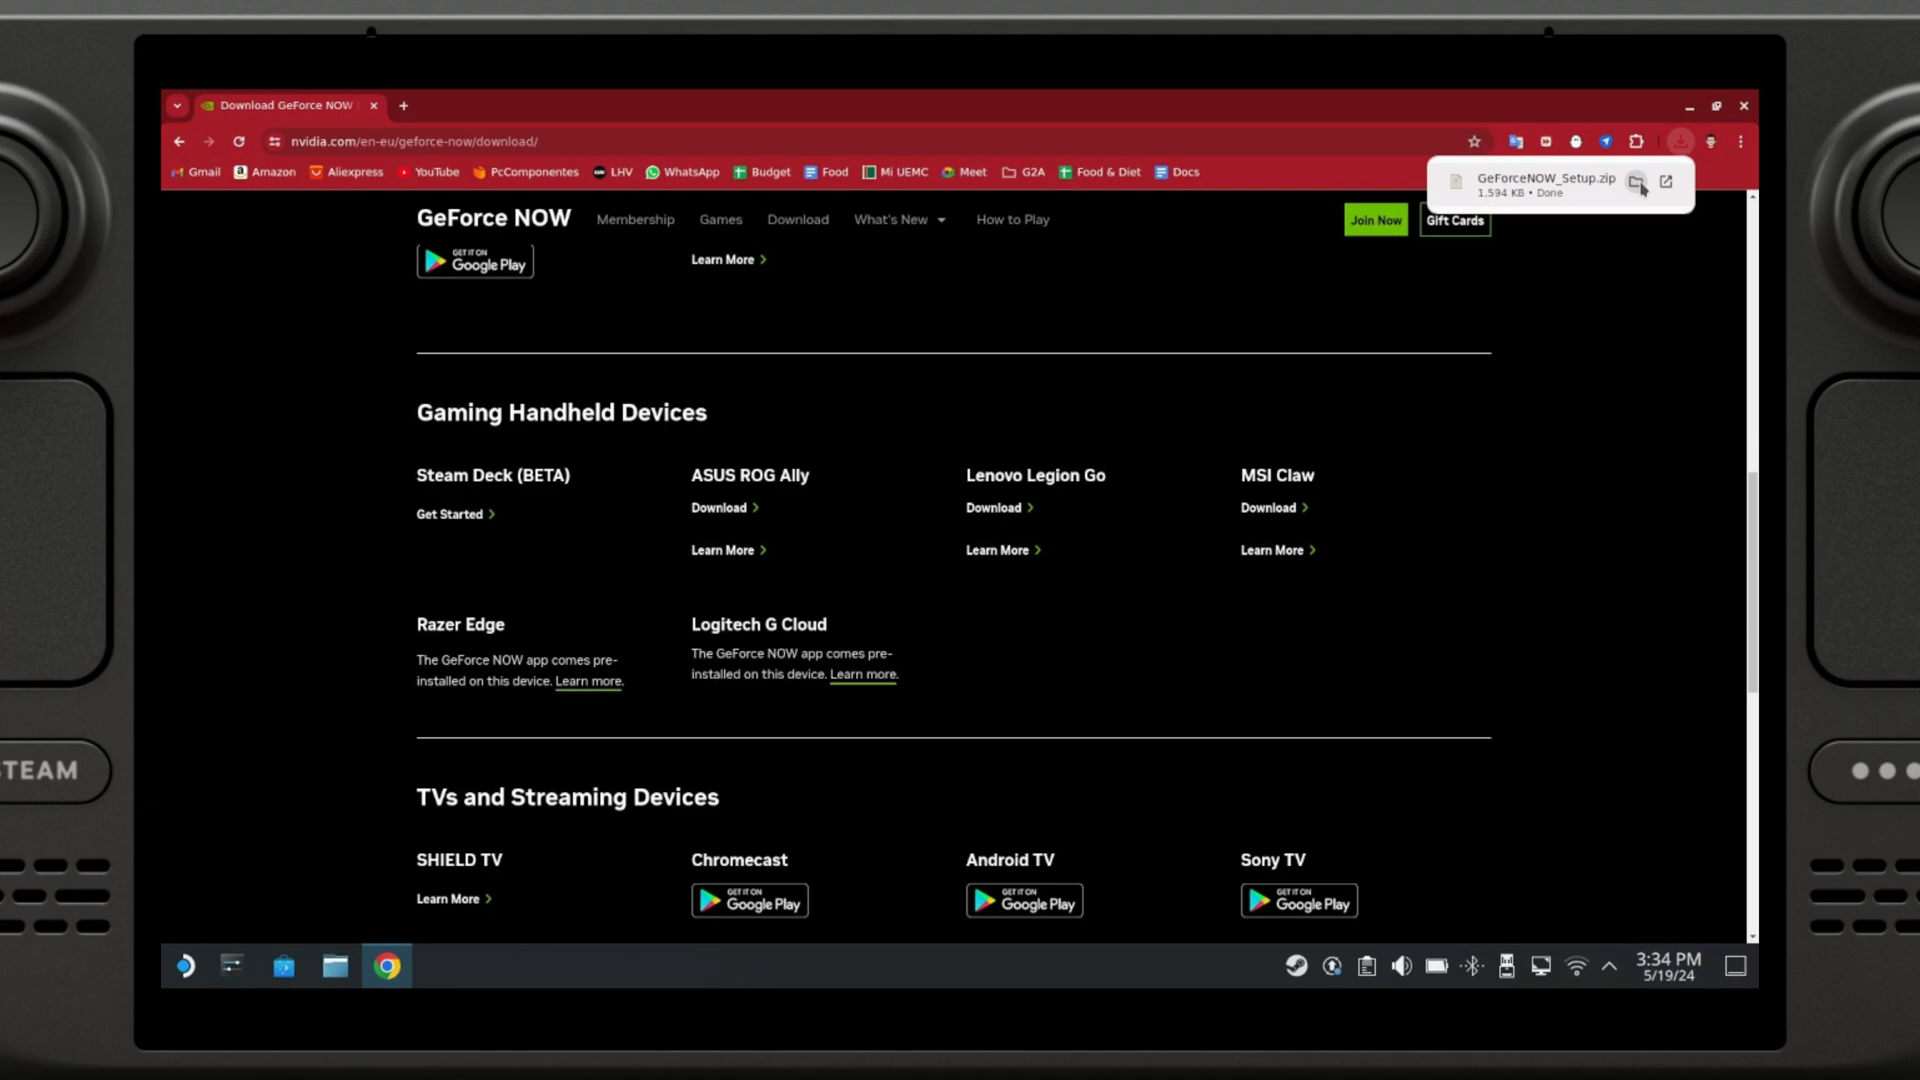 Download GeForce NOW
nvidia.com/en-eu/geforce-now/download/
Gmail Amazon Aliexpress YouTube PcComponentes LHV WhatsApp Budget Food Mi UEMC Meet G2A Food & Diet Docs
GeForceNOW_Setup.zip
1,594 KB • Done
GeForce NOW Membership Games Download What's New How to Play Join Now Gift Cards
GET IT ON
Google Play
Learn More
Gaming Handheld Devices
Steam Deck (BETA) ASUS ROG Ally Lenovo Legion Go MSI Claw
Get Started Download Download Download
Learn More Learn More Learn More
Razer Edge Logitech G Cloud
The GeForce NOW app comes pre-
installed on this device. Learn more.
The GeForce NOW app comes pre-
installed on this device. Learn more.
TVs and Streaming Devices
SHIELD TV Chromecast Android TV Sony TV
Learn More
GET IT ON
Google Play
GET IT ON
Google Play
GET IT ON
Google Play
STEAM
3:34 PM
5/19/24